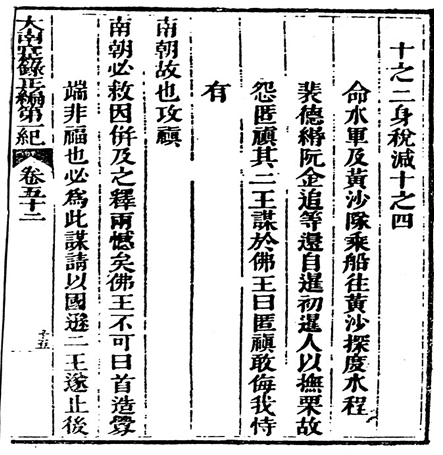 十之二身稅減十之四
命水軍及黃沙隊乘船往黃沙探度水程
裴德緡阮企追等還自暹初暹人以撫栗故
怨匿禛其二王謀於佛王曰匿禛敢侮我恃
有
南朝故也攻禛
南朝必救因併及之釋兩憾矣佛王不可曰首造釁
端非福也必為此謀請以國遜二王遂止後
大南寔錄正編第一紀 卷五十二 十五